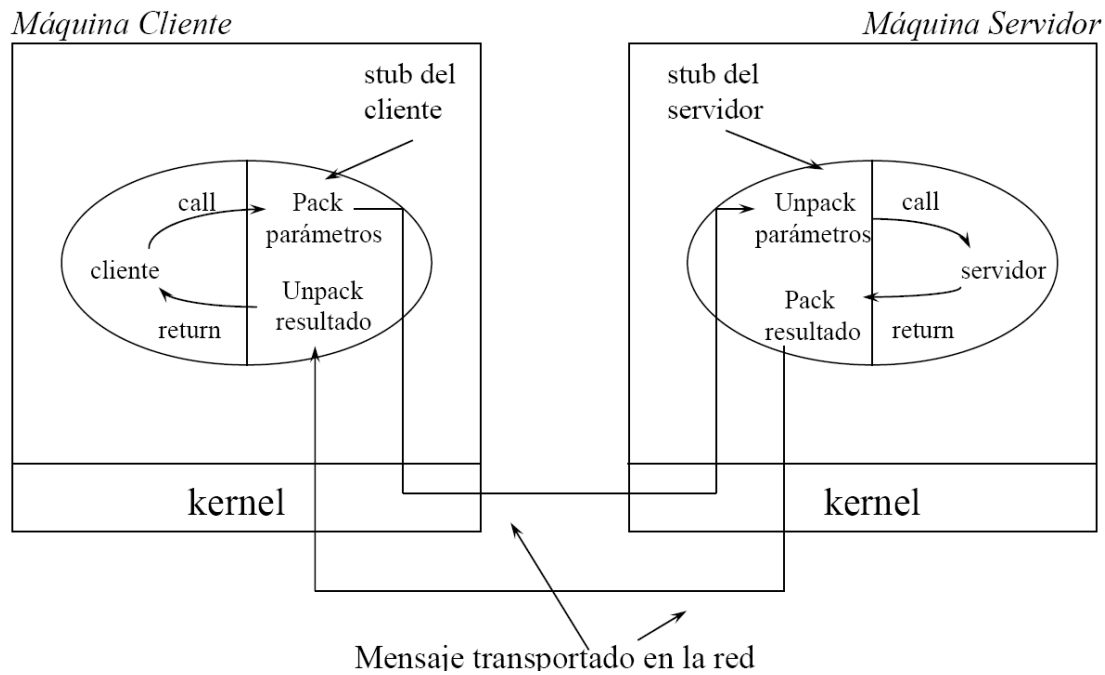 Máquina Cliente
Máquina Servidor
stub del
cliente
stub del
servidor
call
Pack
parámetros
cliente
Unpack
resultado
return
Unpack
parámetros
call
servidor
Pack
resultado
return
kernel
kernel
Mensaje transportado en la red